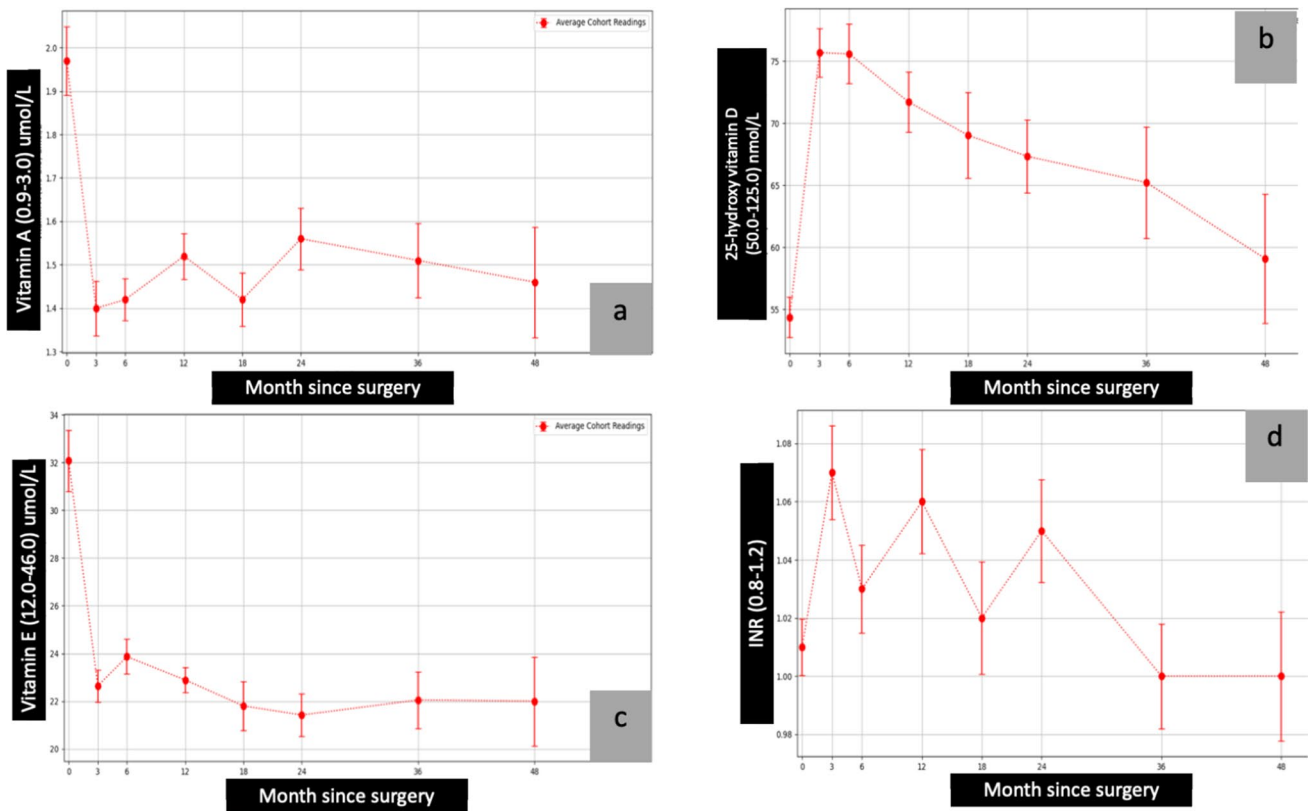 Vitamin A (0.9-3.0) umol/L
2.0
1.9
1.8
1.7
1.6
1.5
1.4
1.3
Average Cohort Readings
a
0 3 6 12 18 24 36 48
Month since surgery
25-hydroxy vitamin D
(50.0-125.0) nmol/L
75
70
65
60
55
b
0 3 6 12 18 24 36 48
Month since surgery
Vitamin E (12.0-46.0) umol/L
34
32
30
28
26
24
22
20
Average Cohort Readings
c
0 3 6 12 18 24 36 48
Month since surgery
INR (0.8-1.2)
1.08
1.06
1.04
1.02
1.00
0.98
d
0 3 6 12 18 24 36 48
Month since surgery